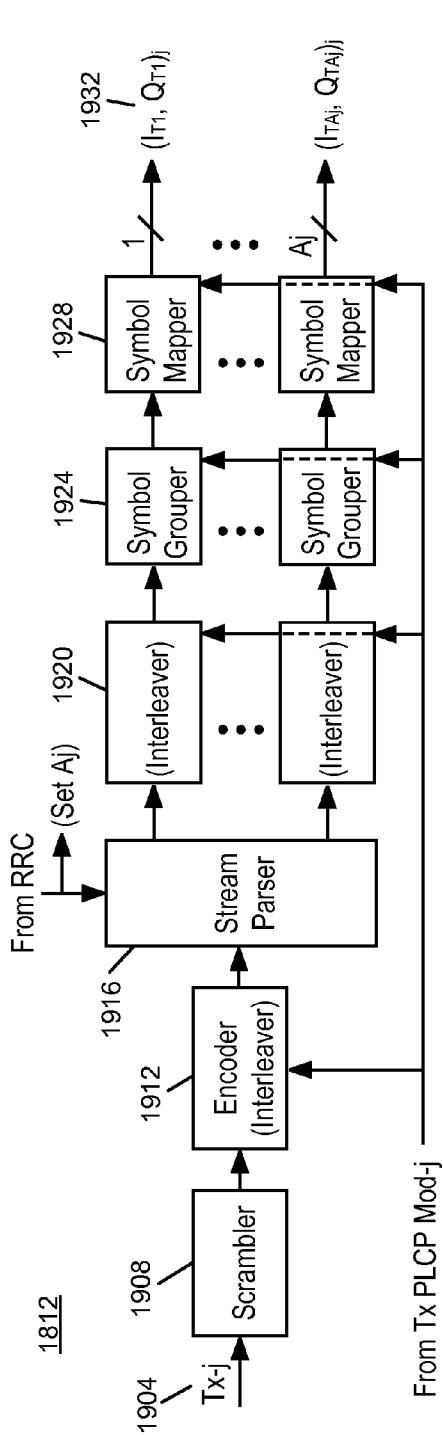 1812
1904
Tx-j
1908
Scrambler
1912
Encoder
(Interleaver)
1916
Stream
Parser
From RRC
(Set Aj)
1920
(Interleaver)
(Interleaver)
1924
Symbol
Grouper
Symbol
Grouper
1928
Symbol
Mapper
Symbol
Mapper
1
Aj
1932
(IT1, QT1)j
(ITAj, QTAj)j
From Tx PLCP Mod-j